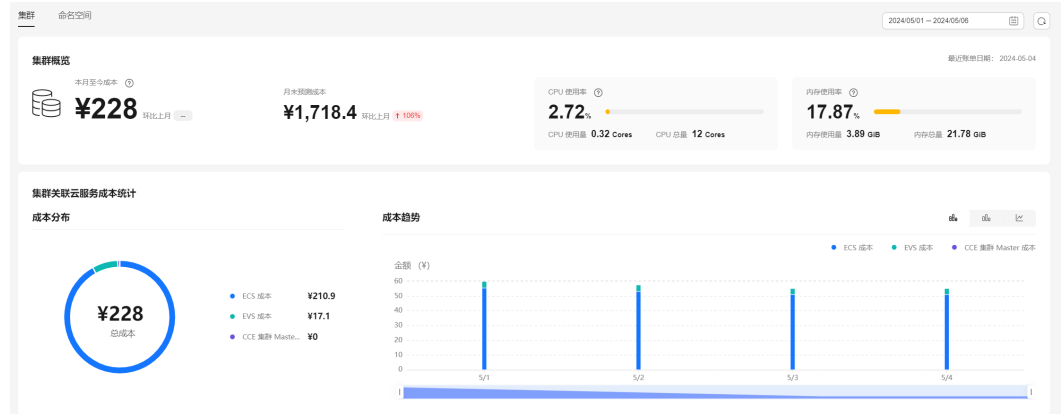 集群 命名空间
2024/05/01 – 2024/05/06
集群概览
最近账单日期： 2024-05-04
本月至今成本
¥228 环比上月 --
月末预测成本
¥1,718.4 环比上月 ↑ 106%
CPU 使用率
2.72%
CPU 使用量 0.32 Cores CPU 总量 12 Cores
内存使用率
17.87%
内存使用量 3.89 GiB 内存总量 21.78 GiB
集群关联云服务成本统计
成本分布
¥228
总成本
ECS 成本 ¥210.9
EVS 成本 ¥17.1
CCE 集群 Maste... ¥0
成本趋势
ECS 成本 EVS 成本 CCE 集群 Master 成本
金额 (¥)
60
50
40
30
20
10
0
5/1 5/2 5/3 5/4